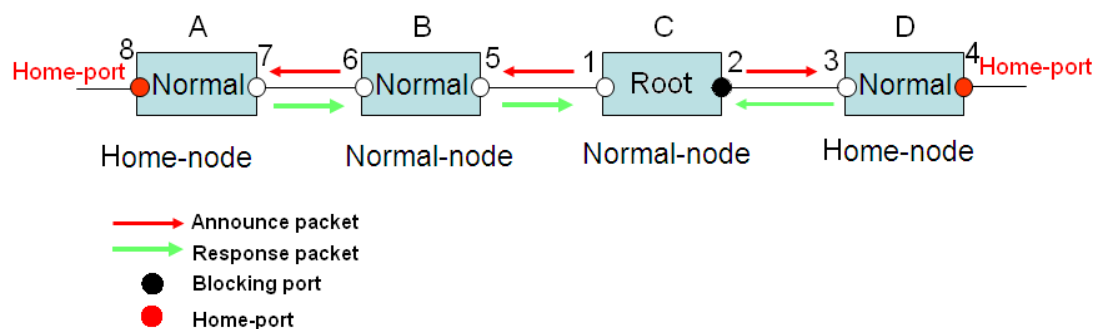 A B C D
8 7 6 5 1 2 3 4
Home-port Normal Normal Root Normal Home-port
Home-node Normal-node Normal-node Home-node
Announce packet
Response packet
Blocking port
Home-port